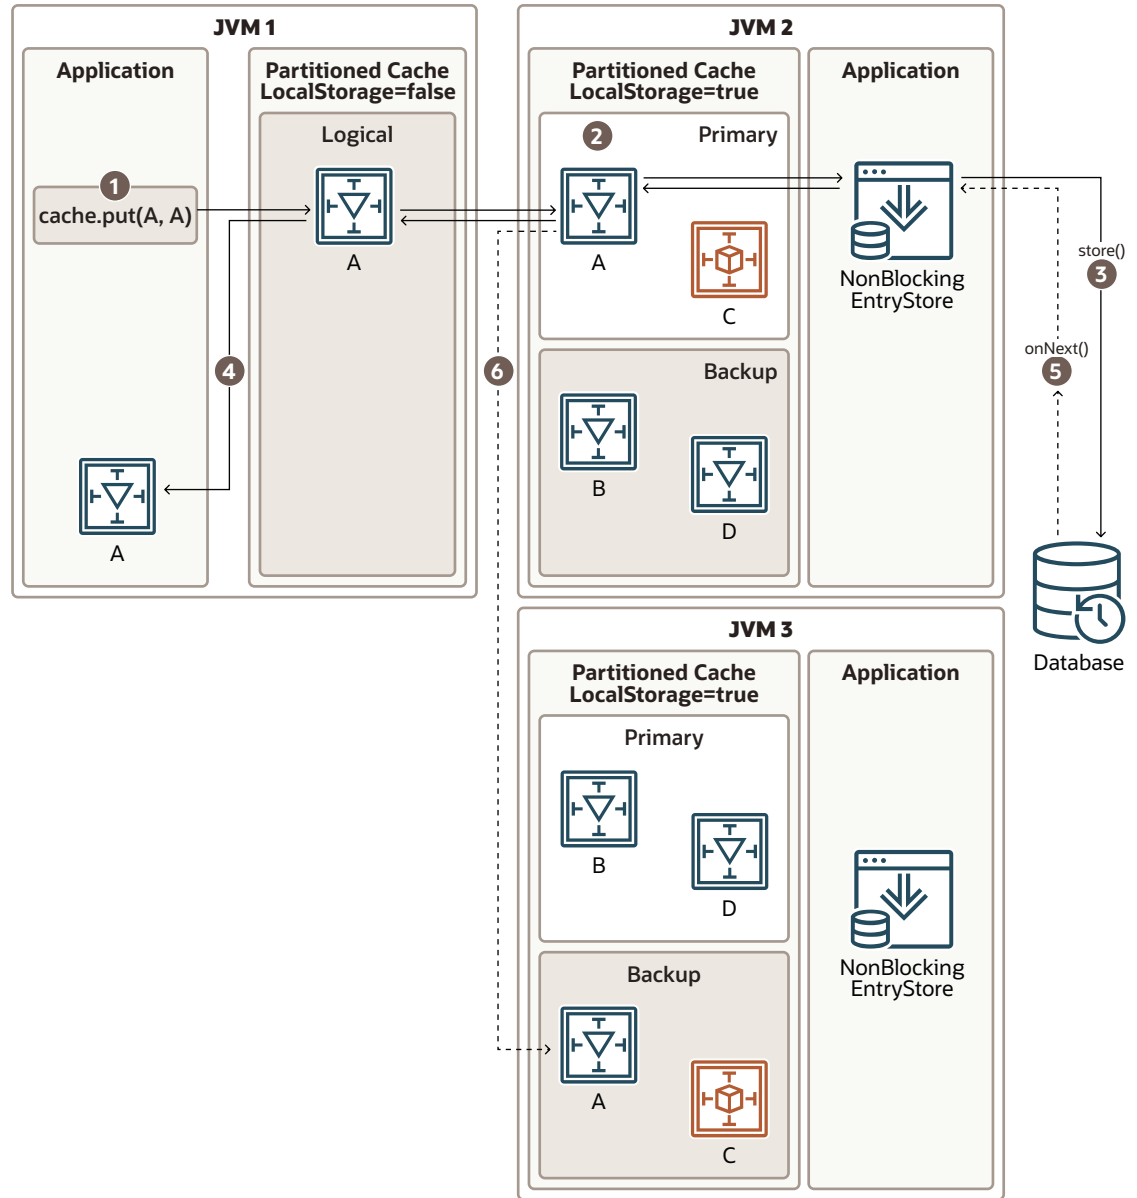 JVM 1
Application
Partitioned Cache
LocalStorage=false
Logical
1
cache.put(A, A)
A
4
A
JVM 2
Partitioned Cache
LocalStorage=true
Application
2
Primary
A
C
NonBlocking
EntryStore
store()
3
onNext()
5
6
Backup
B
D
Database
JVM 3
Partitioned Cache
LocalStorage=true
Application
Primary
B
D
NonBlocking
EntryStore
Backup
A
C